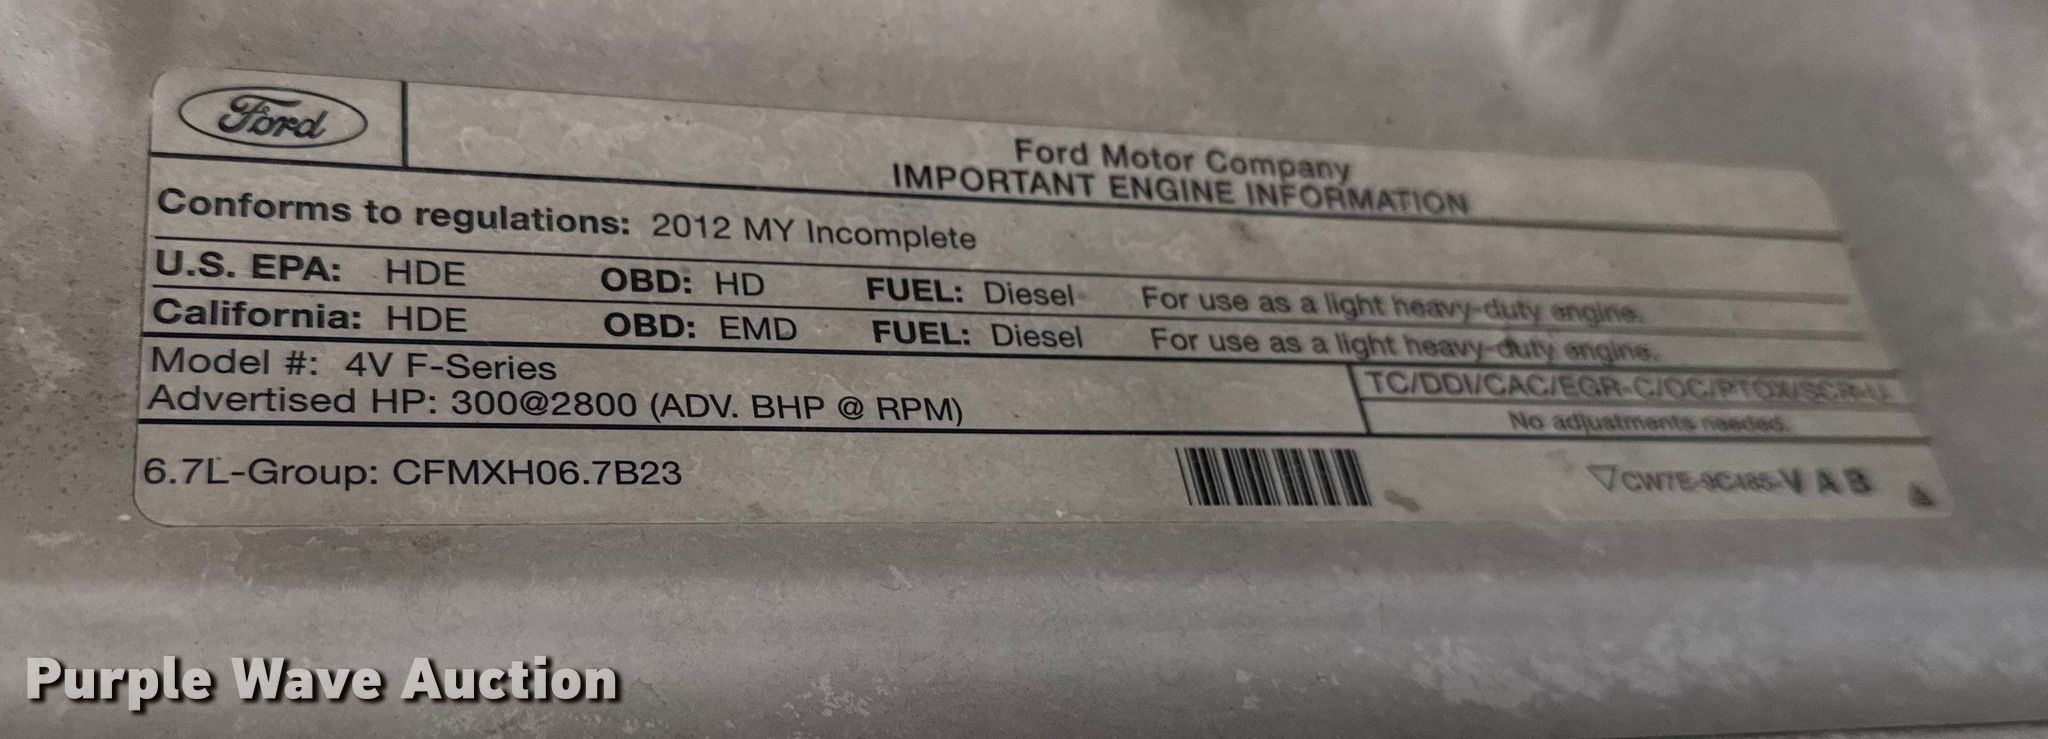 Ford
Ford Motor Company
IMPORTANT ENGINE INFORMATION
Conforms to regulations: 2012 MY Incomplete
U.S. EPA: HDE OBD: HD FUEL: Diesel For use as a light heavy-duty engine.
California: HDE OBD: EMD FUEL: Diesel For use as a light heavy-duty engine.
Model #: 4V F-Series
Advertised HP: 300@2800 (ADV. BHP @ RPM)
TC/DDI/CAC/EGR-C/OC/PTOX/SCR-U
No adjustments needed.
6.7L-Group: CFMXH06.7B23
CW7E-9C485-VAB
Purple Wave Auction